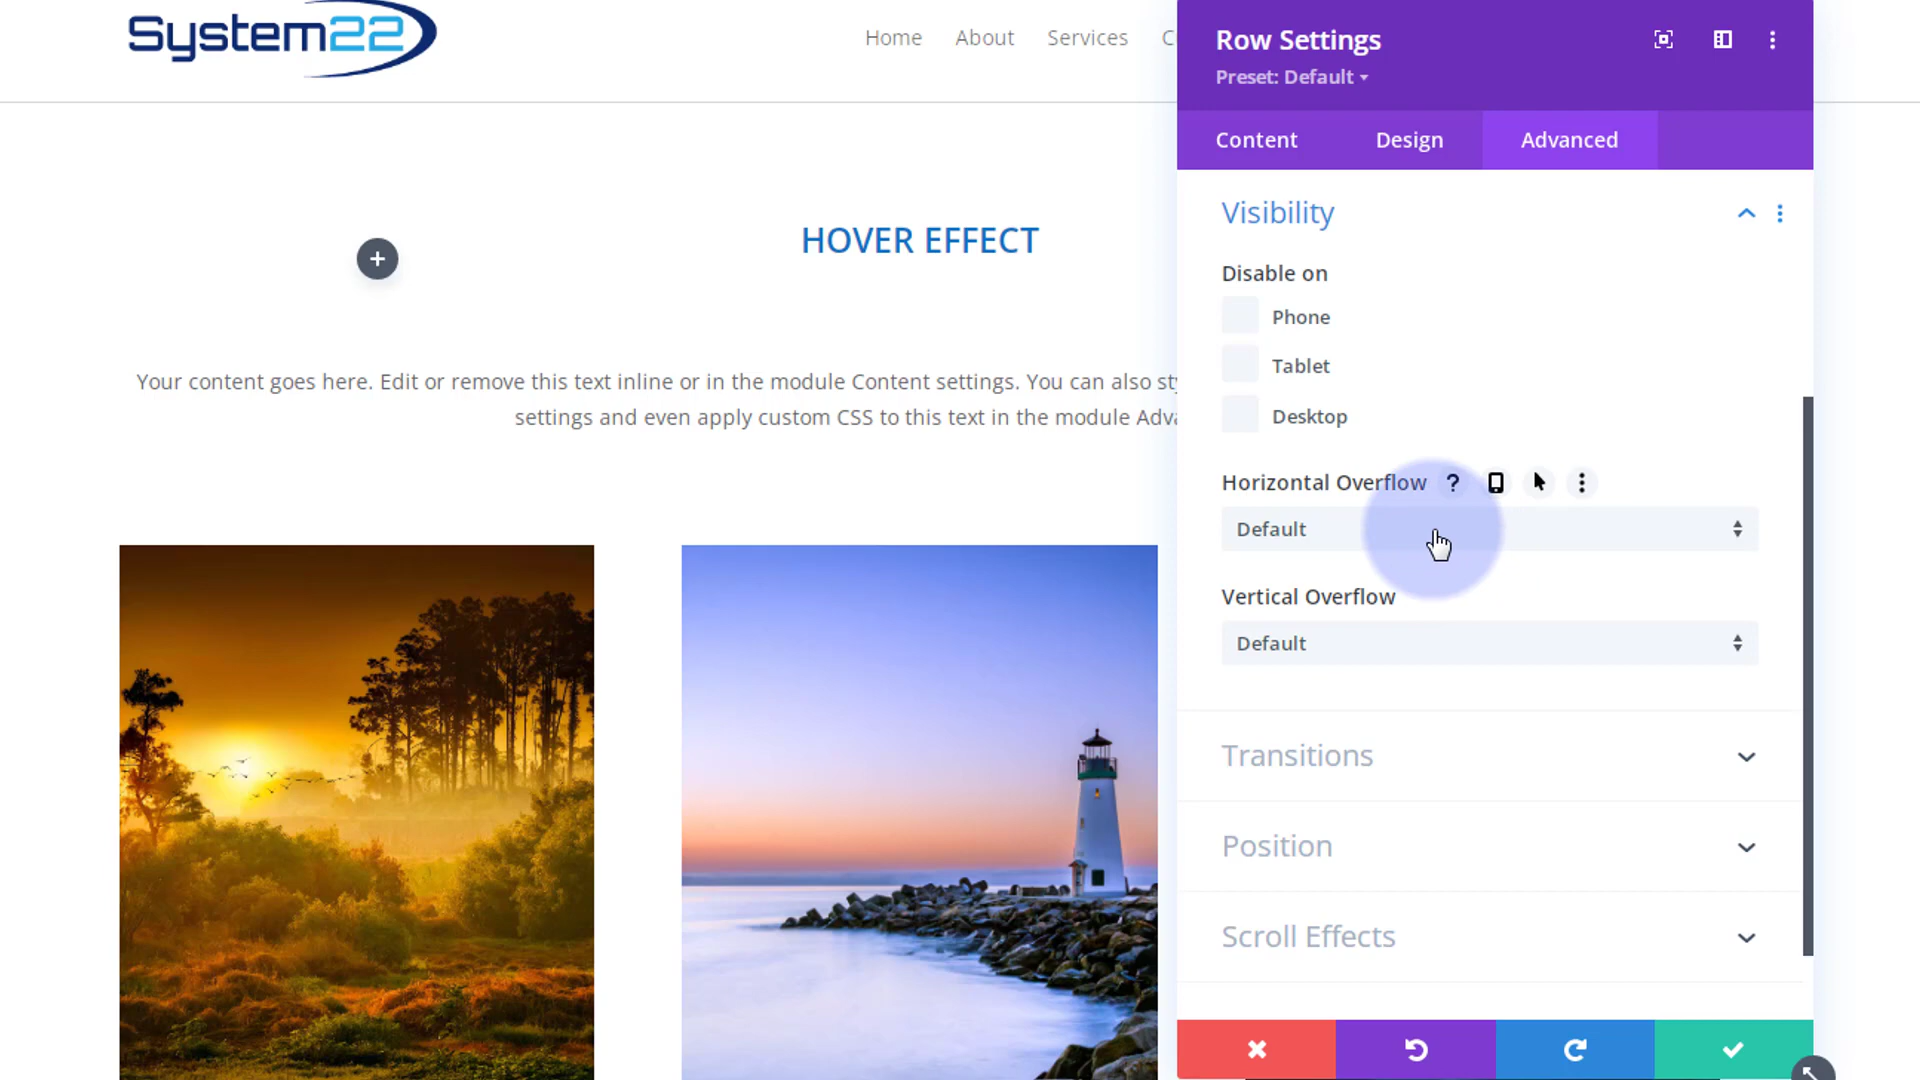 System22
Home
About
Services
C
HOVER EFFECT
Your content goes here. Edit or remove this text inline or in the module Content settings. You can also sty
settings and even apply custom CSS to this text in the module Adva
Row Settings
Preset: Default
Content
Design
Advanced
Visibility
Disable on
Phone
Tablet
Desktop
Horizontal Overflow ?
Default
Vertical Overflow
Default
Transitions
Position
Scroll Effects